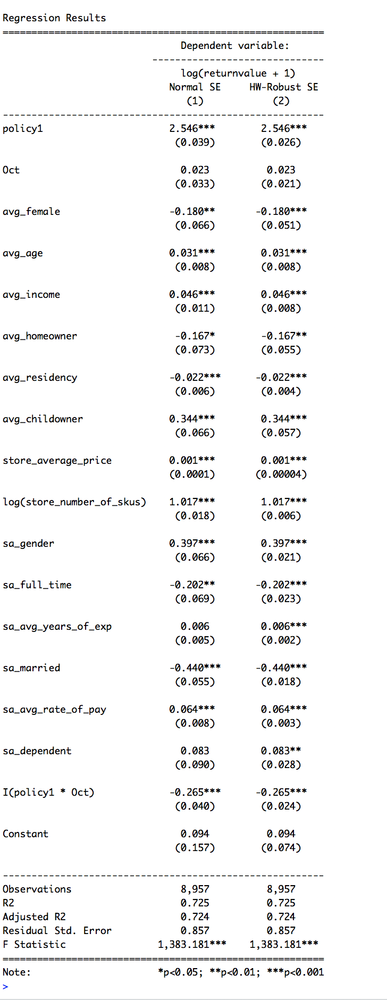 Regression Results
========================================================
Dependent variable:
------------------------------
log(returnvalue + 1)
Normal SE HW-Robust SE
(1) (2)
--------------------------------------------------------
policy1 2.546*** 2.546***
(0.039) (0.026)
Oct 0.023 0.023
(0.033) (0.021)
avg_female -0.180** -0.180***
(0.066) (0.051)
avg_age 0.031*** 0.031***
(0.008) (0.008)
avg_income 0.046*** 0.046***
(0.011) (0.008)
avg_homeowner -0.167* -0.167**
(0.073) (0.055)
avg_residency -0.022*** -0.022***
(0.006) (0.004)
avg_childowner 0.344*** 0.344***
(0.066) (0.057)
store_average_price 0.001*** 0.001***
(0.0001) (0.00004)
log(store_number_of_skus) 1.017*** 1.017***
(0.018) (0.006)
sa_gender 0.397*** 0.397***
(0.066) (0.021)
sa_full_time -0.202** -0.202***
(0.069) (0.023)
sa_avg_years_of_exp 0.006 0.006***
(0.005) (0.002)
sa_married -0.440*** -0.440***
(0.055) (0.018)
sa_avg_rate_of_pay 0.064*** 0.064***
(0.008) (0.003)
sa_dependent 0.083 0.083**
(0.090) (0.028)
I(policy1 * Oct) -0.265*** -0.265***
(0.040) (0.024)
Constant 0.094 0.094
(0.157) (0.074)
--------------------------------------------------------
Observations 8,957 8,957
R2 0.725 0.725
Adjusted R2 0.724 0.724
Residual Std. Error 0.857 0.857
F Statistic 1,383.181*** 1,383.181***
========================================================
Note: *p<0.05; **p<0.01; ***p<0.001
>